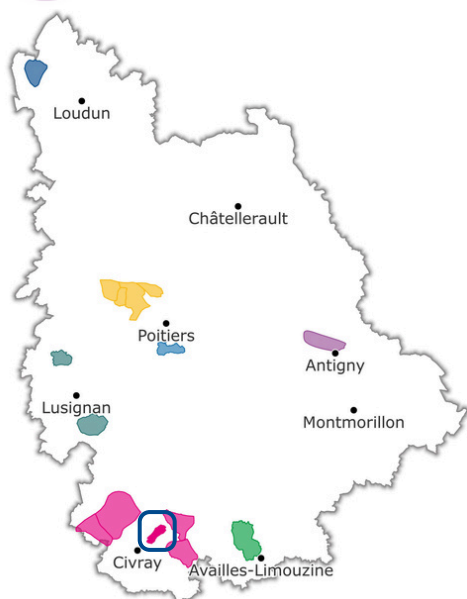 Loudun
Châtellerault
Poitiers
Antigny
Lusignan
Montmorillon
Civray
Availles-Limouzine